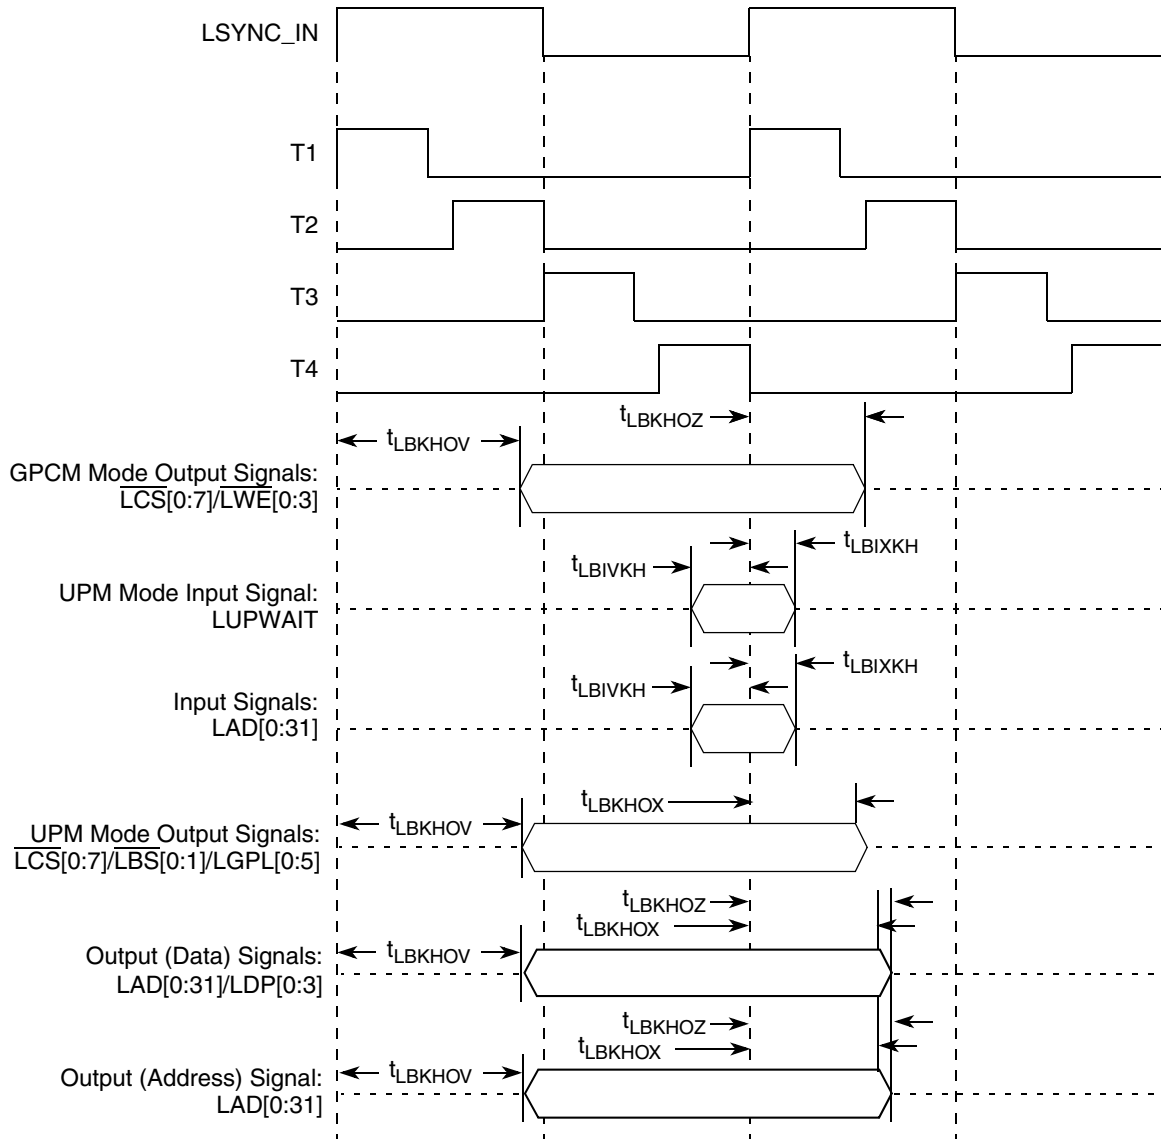 LSYNC_IN
T1
T2
T3
T4
tLBKHOZ
tLBKHOV
GPCM Mode Output Signals:
LCS[0:7]/LWE[0:3]
tLBIXKH
tLBIVKH
UPM Mode Input Signal:
LUPWAIT
tLBIXKH
tLBIVKH
Input Signals:
LAD[0:31]
tLBKHOX
tLBKHOV
UPM Mode Output Signals:
LCS[0:7]/LBS[0:1]/LGPL[0:5]
tLBKHOZ
tLBKHOX
tLBKHOV
Output (Data) Signals:
LAD[0:31]/LDP[0:3]
tLBKHOZ
tLBKHOX
tLBKHOV
Output (Address) Signal:
LAD[0:31]